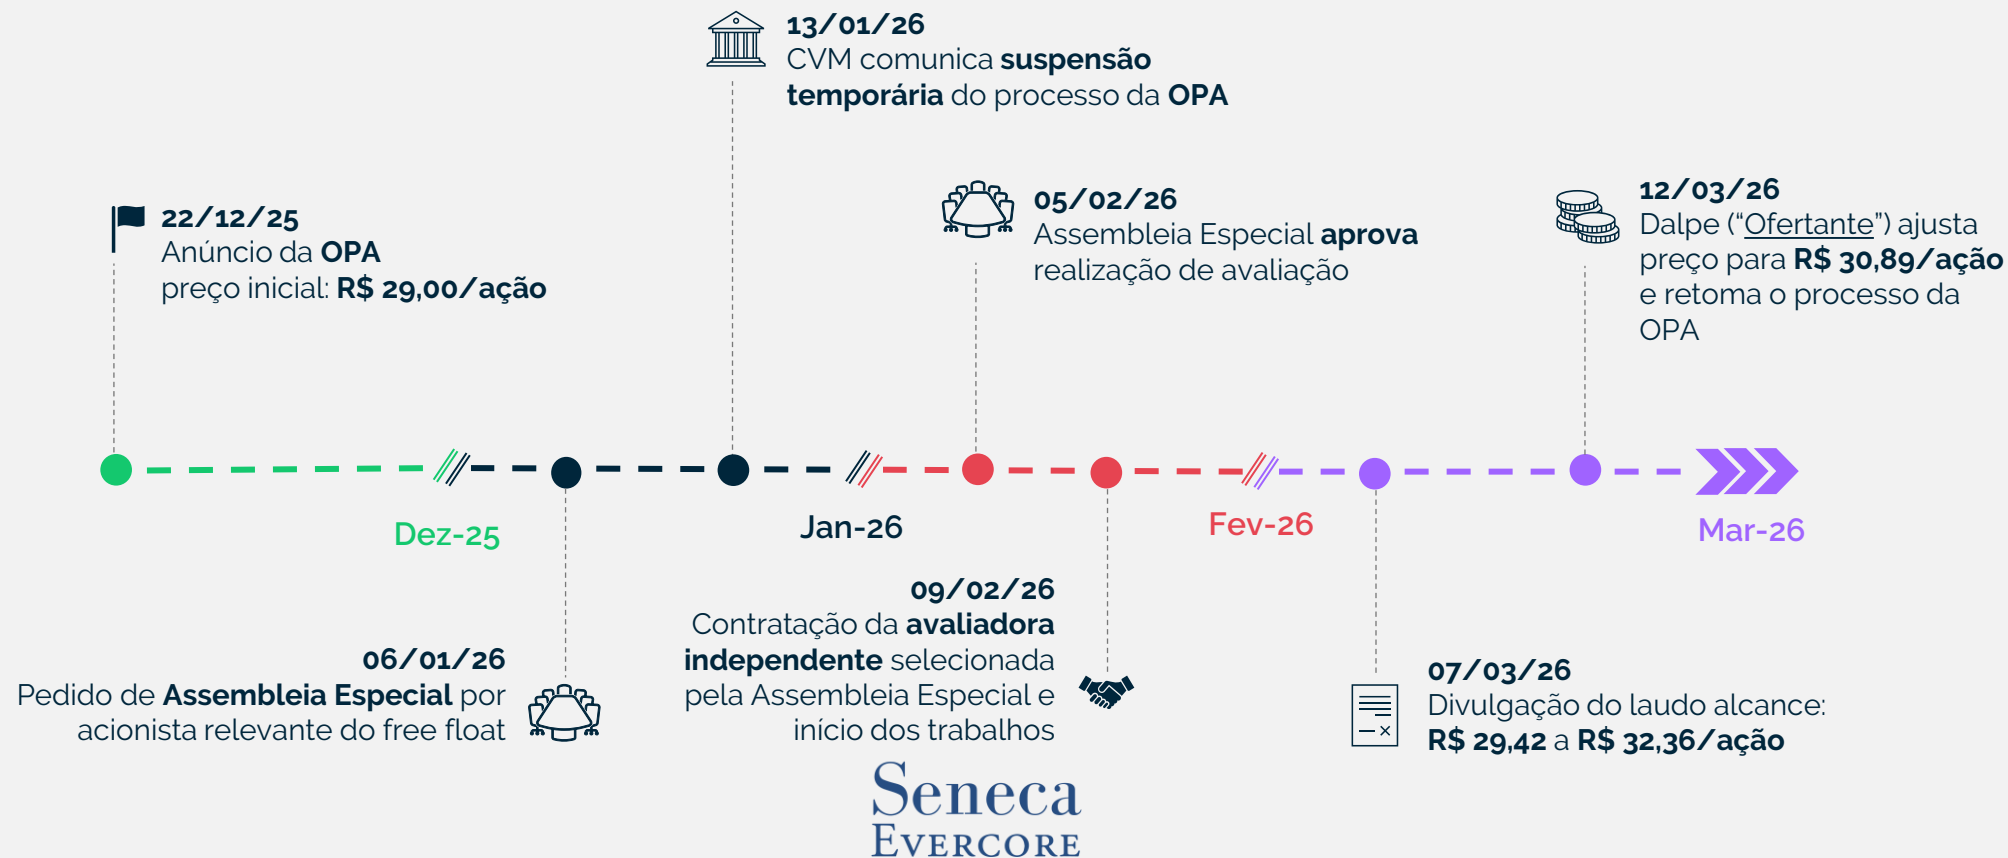 13/01/26
CVM comunica suspensão
temporária do processo da OPA
22/12/25
Anúncio da OPA
preço inicial: R$ 29,00/ação
05/02/26
Assembleia Especial aprova
realização de avaliação
12/03/26
Dalpe (“Ofertante”) ajusta
preço para R$ 30,89/ação
e retoma o processo da
OPA
Dez-25
Jan-26
Fev-26
Mar-26
06/01/26
Pedido de Assembleia Especial por
acionista relevante do free float
09/02/26
Contratação da avaliadora
independente selecionada
pela Assembleia Especial e
início dos trabalhos
07/03/26
Divulgação do laudo alcance:
R$ 29,42 a R$ 32,36/ação
Seneca
EVERCORE